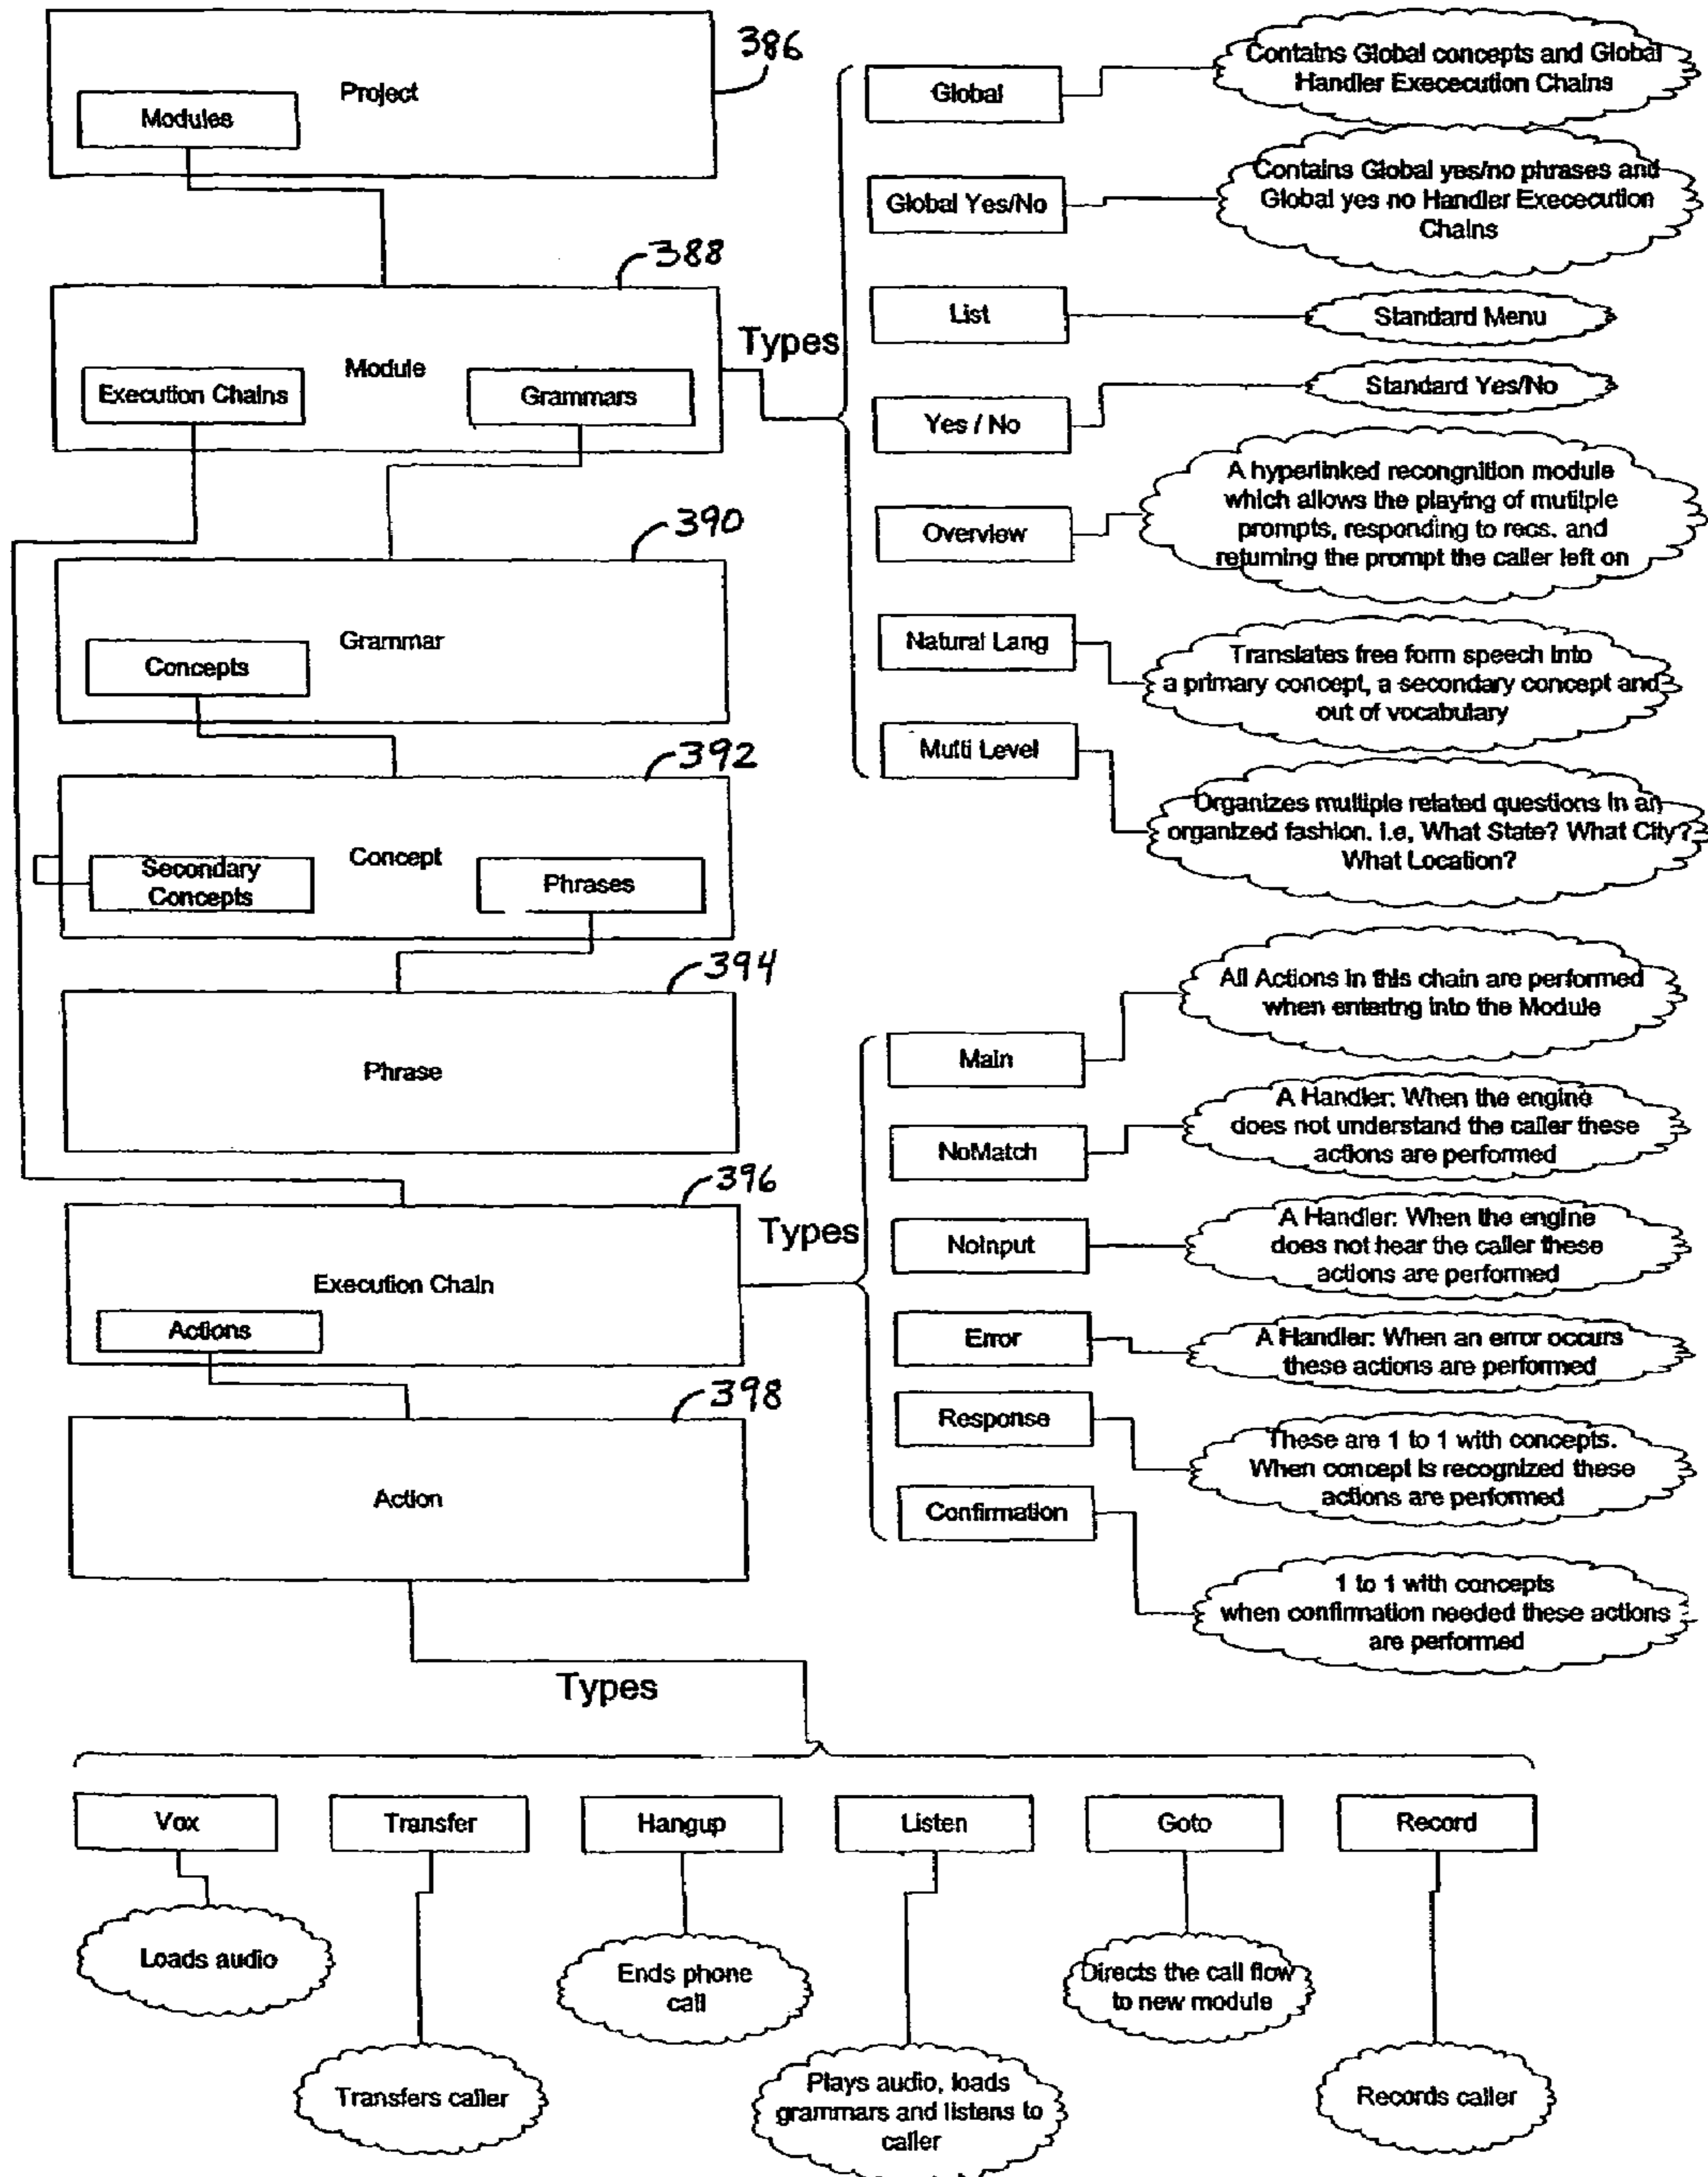 386
Project
Modules
388
Module
Execution Chains
Grammars
390
Grammar
Concepts
392
Concept
Secondary
Concepts
Phrases
394
Phrase
396
Execution Chain
Actions
398
Action
Types
Global
Contains Global concepts and Global
Handler Exececution Chains
Global Yes/No
Contains Global yes/no phrases and
Global yes no Handler Exececution
Chains
List
Standard Menu
Yes / No
Standard Yes/No
Overview
A hyperlinked recongnition module
which allows the playing of mutilple
prompts, responding to recs. and
returning the prompt the caller left on
Natural Lang
Translates free form speech into
a primary concept, a secondary concept and
out of vocabulary
Multi Level
Organizes multiple related questions in an
organized fashion. i.e, What State? What City?
What Location?
Types
Main
All Actions in this chain are performed
when entering into the Module
NoMatch
A Handler: When the engine
does not understand the caller these
actions are performed
NoInput
A Handler: When the engine
does not hear the caller these
actions are performed
Error
A Handler: When an error occurs
these actions are performed
Response
These are 1 to 1 with concepts.
When concept is recognized these
actions are performed
Confirmation
1 to 1 with concepts
when confirmation needed these actions
are performed
Types
Vox
Transfer
Hangup
Listen
Goto
Record
Loads audio
Transfers caller
Ends phone
call
Plays audio, loads
grammars and listens to
caller
Directs the call flow
to new module
Records caller